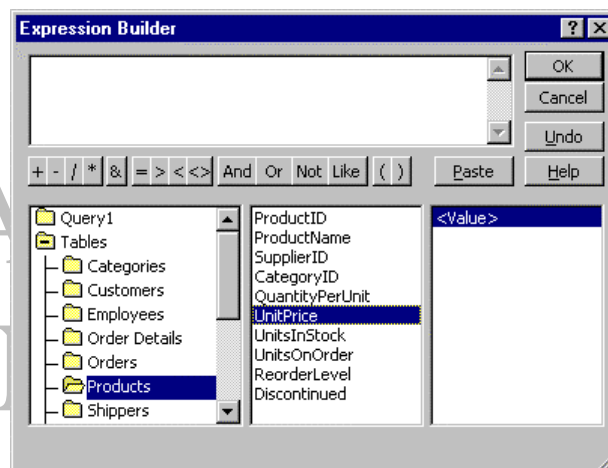 Expression Builder
? X
OK
Cancel
Undo
+ - / * & = > < <> And Or Not Like ( ) Paste Help
Query1
Tables
Categories
Customers
Employees
Order Details
Orders
Products
Shippers
ProductID
ProductName
SupplierID
CategoryID
QuantityPerUnit
UnitPrice
UnitsInStock
UnitsOnOrder
ReorderLevel
Discontinued
<Value>